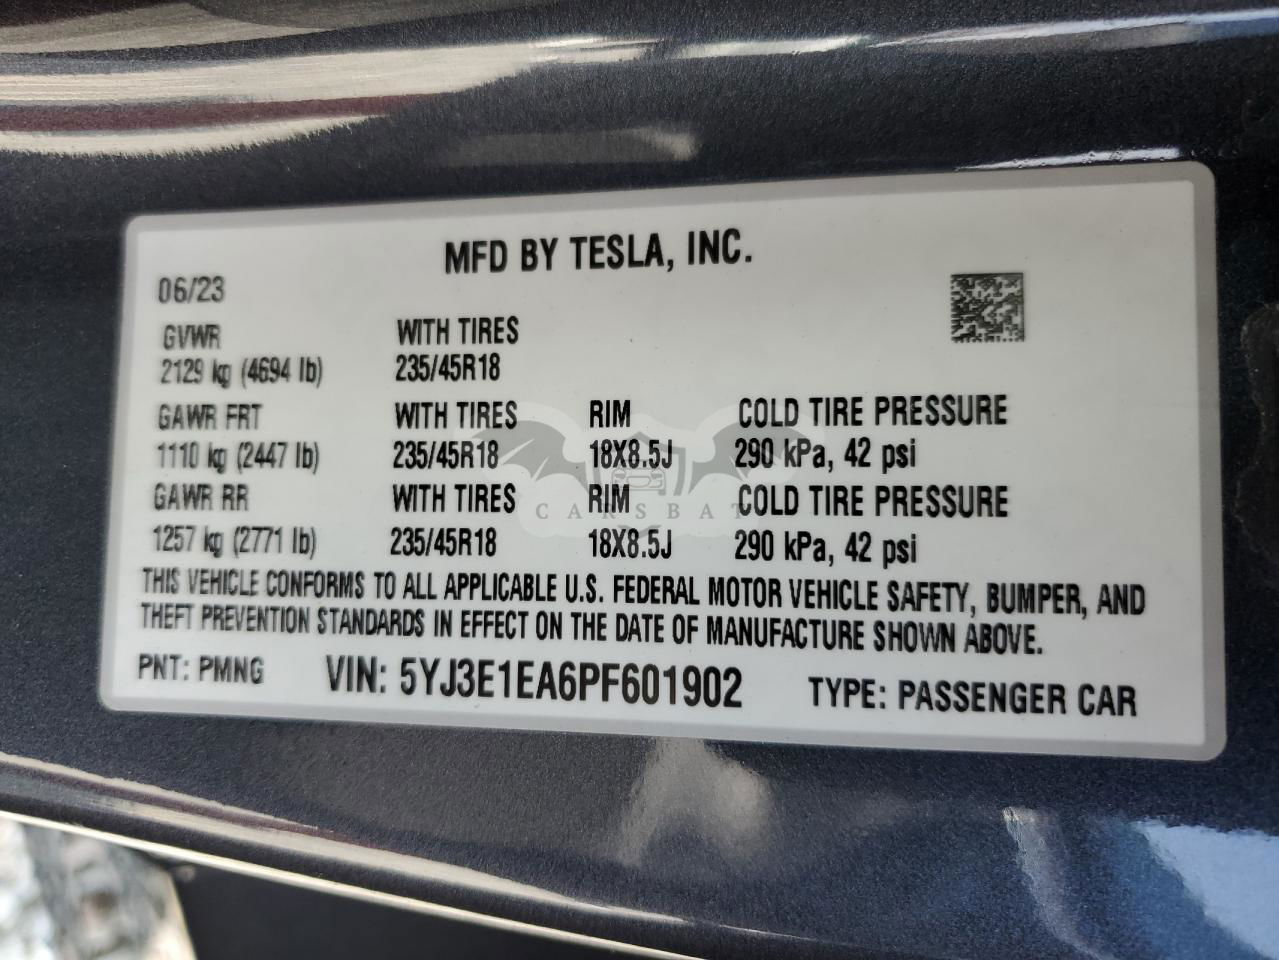 MFD BY TESLA, INC.
06/23
GVWR WITH TIRES
2129 kg (4694 lb) 235/45R18
GAWR FRT WITH TIRES RIM COLD TIRE PRESSURE
1110 kg (2447 lb) 235/45R18 18X8.5J 290 kPa, 42 psi
GAWR RR WITH TIRES RIM COLD TIRE PRESSURE
CARSBAT
1257 kg (2771 lb) 235/45R18 18X8.5J 290 kPa, 42 psi
THIS VEHICLE CONFORMS TO ALL APPLICABLE U.S. FEDERAL MOTOR VEHICLE SAFETY, BUMPER, AND
THEFT PREVENTION STANDARDS IN EFFECT ON THE DATE OF MANUFACTURE SHOWN ABOVE.
PNT: PMNG VIN: 5YJ3E1EA6PF601902 TYPE: PASSENGER CAR